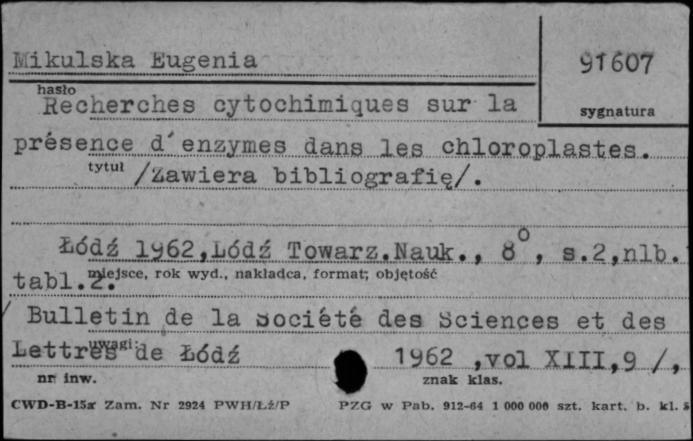 Mikulska Eugenia
91607
hasło
sygnatura
Recherches cytochimiques sur la
présence d'enzymes dans les chloroplastes.
tytuł
/Zawiera bibliografię/.
Łódź 1962,Łódź Towarz.Nauk., 8°, s.2,nlb.
miejsce, rok wyd., nakładca, format; objętość
tabl.2.
/ Bulletin de la Société des Sciences et des
uwagi:
Lettres de Łódź 1962 ,vol XIII,9 /,
nr inw.
znak klas.
CWD-B-15a Zam. Nr 2924 PWH/Łż/P PZG w Pab. 912-64 1 000 000 szt. kart. b. kl.